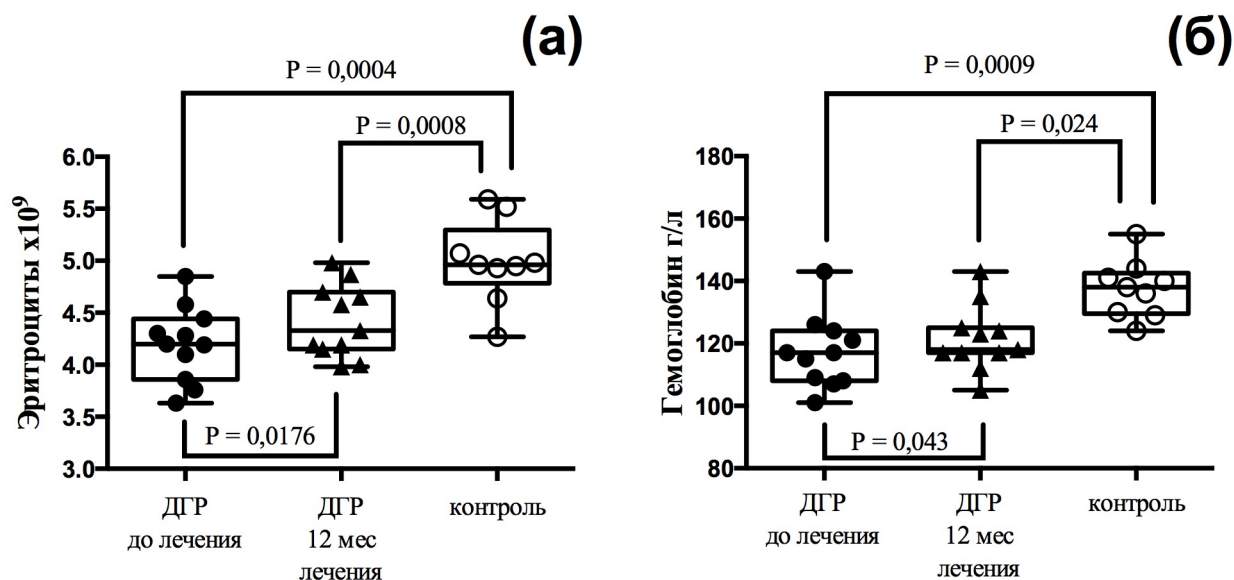 (а)
P = 0,0004
P = 0,0008
6.0
5.5
5.0
4.5
4.0
3.5
3.0
Эритроциты x10⁹
P = 0,0176
ДГР
до лечения
ДГР
12 мес
лечения
контроль
(б)
P = 0,0009
P = 0,024
180
160
140
120
100
80
Гемоглобин г/л
P = 0,043
ДГР
до лечения
ДГР
12 мес
лечения
контроль